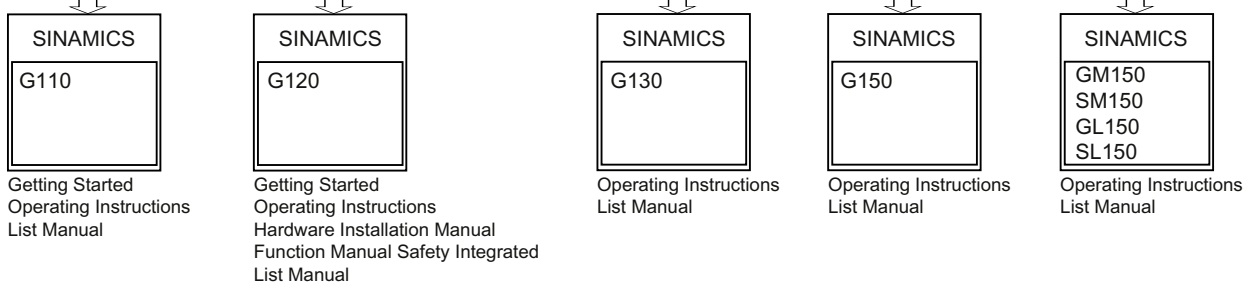 SINAMICS
G110
Getting Started
Operating Instructions
List Manual
SINAMICS
G120
Getting Started
Operating Instructions
Hardware Installation Manual
Function Manual Safety Integrated
List Manual
SINAMICS
G130
Operating Instructions
List Manual
SINAMICS
G150
Operating Instructions
List Manual
SINAMICS
GM150
SM150
GL150
SL150
Operating Instructions
List Manual